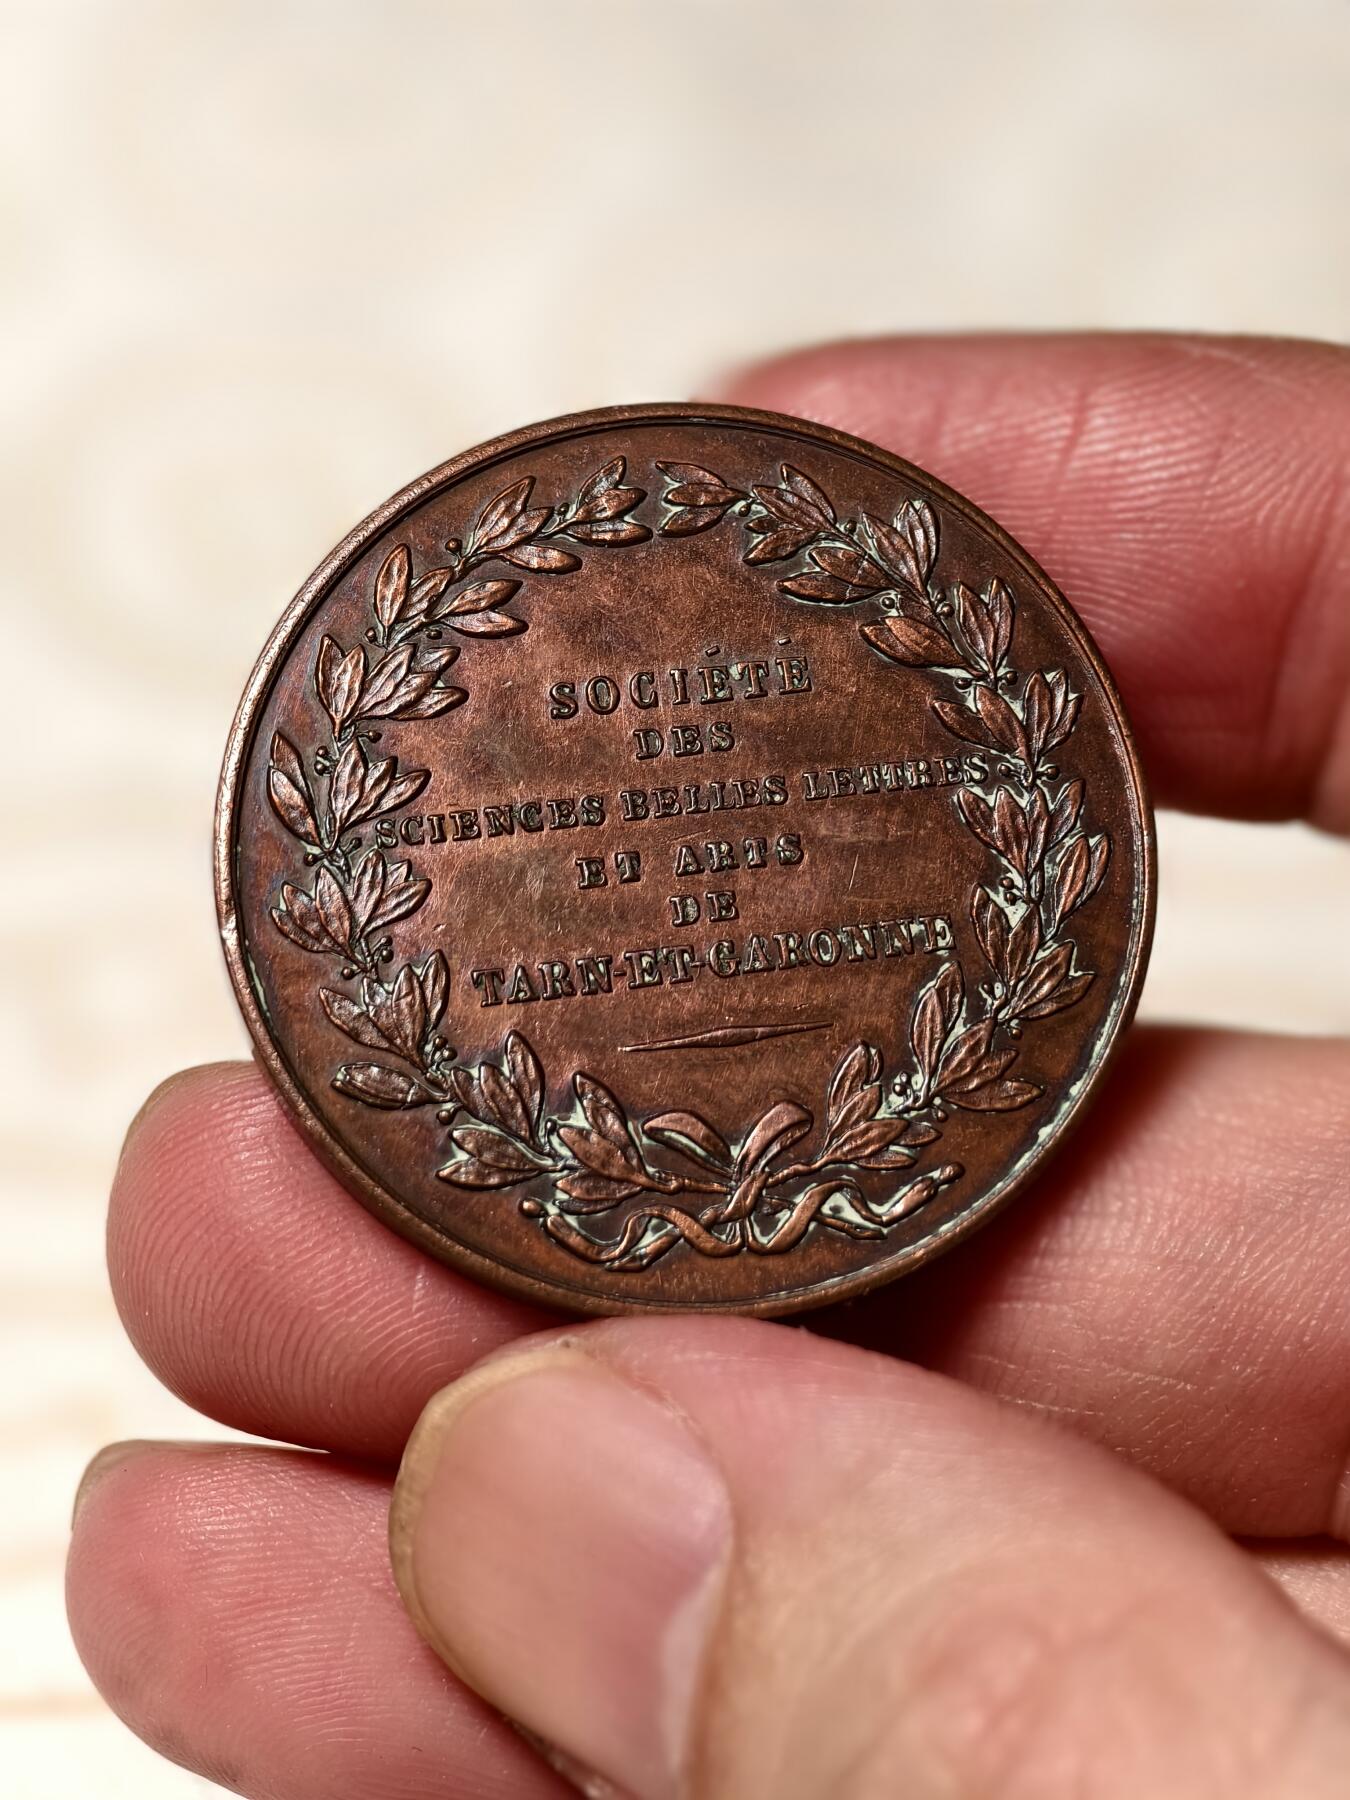 SOCIÉTÉ
DES
SCIENCES BELLES LETTRES
ET ARTS
DE
TARN-ET-GARONNE